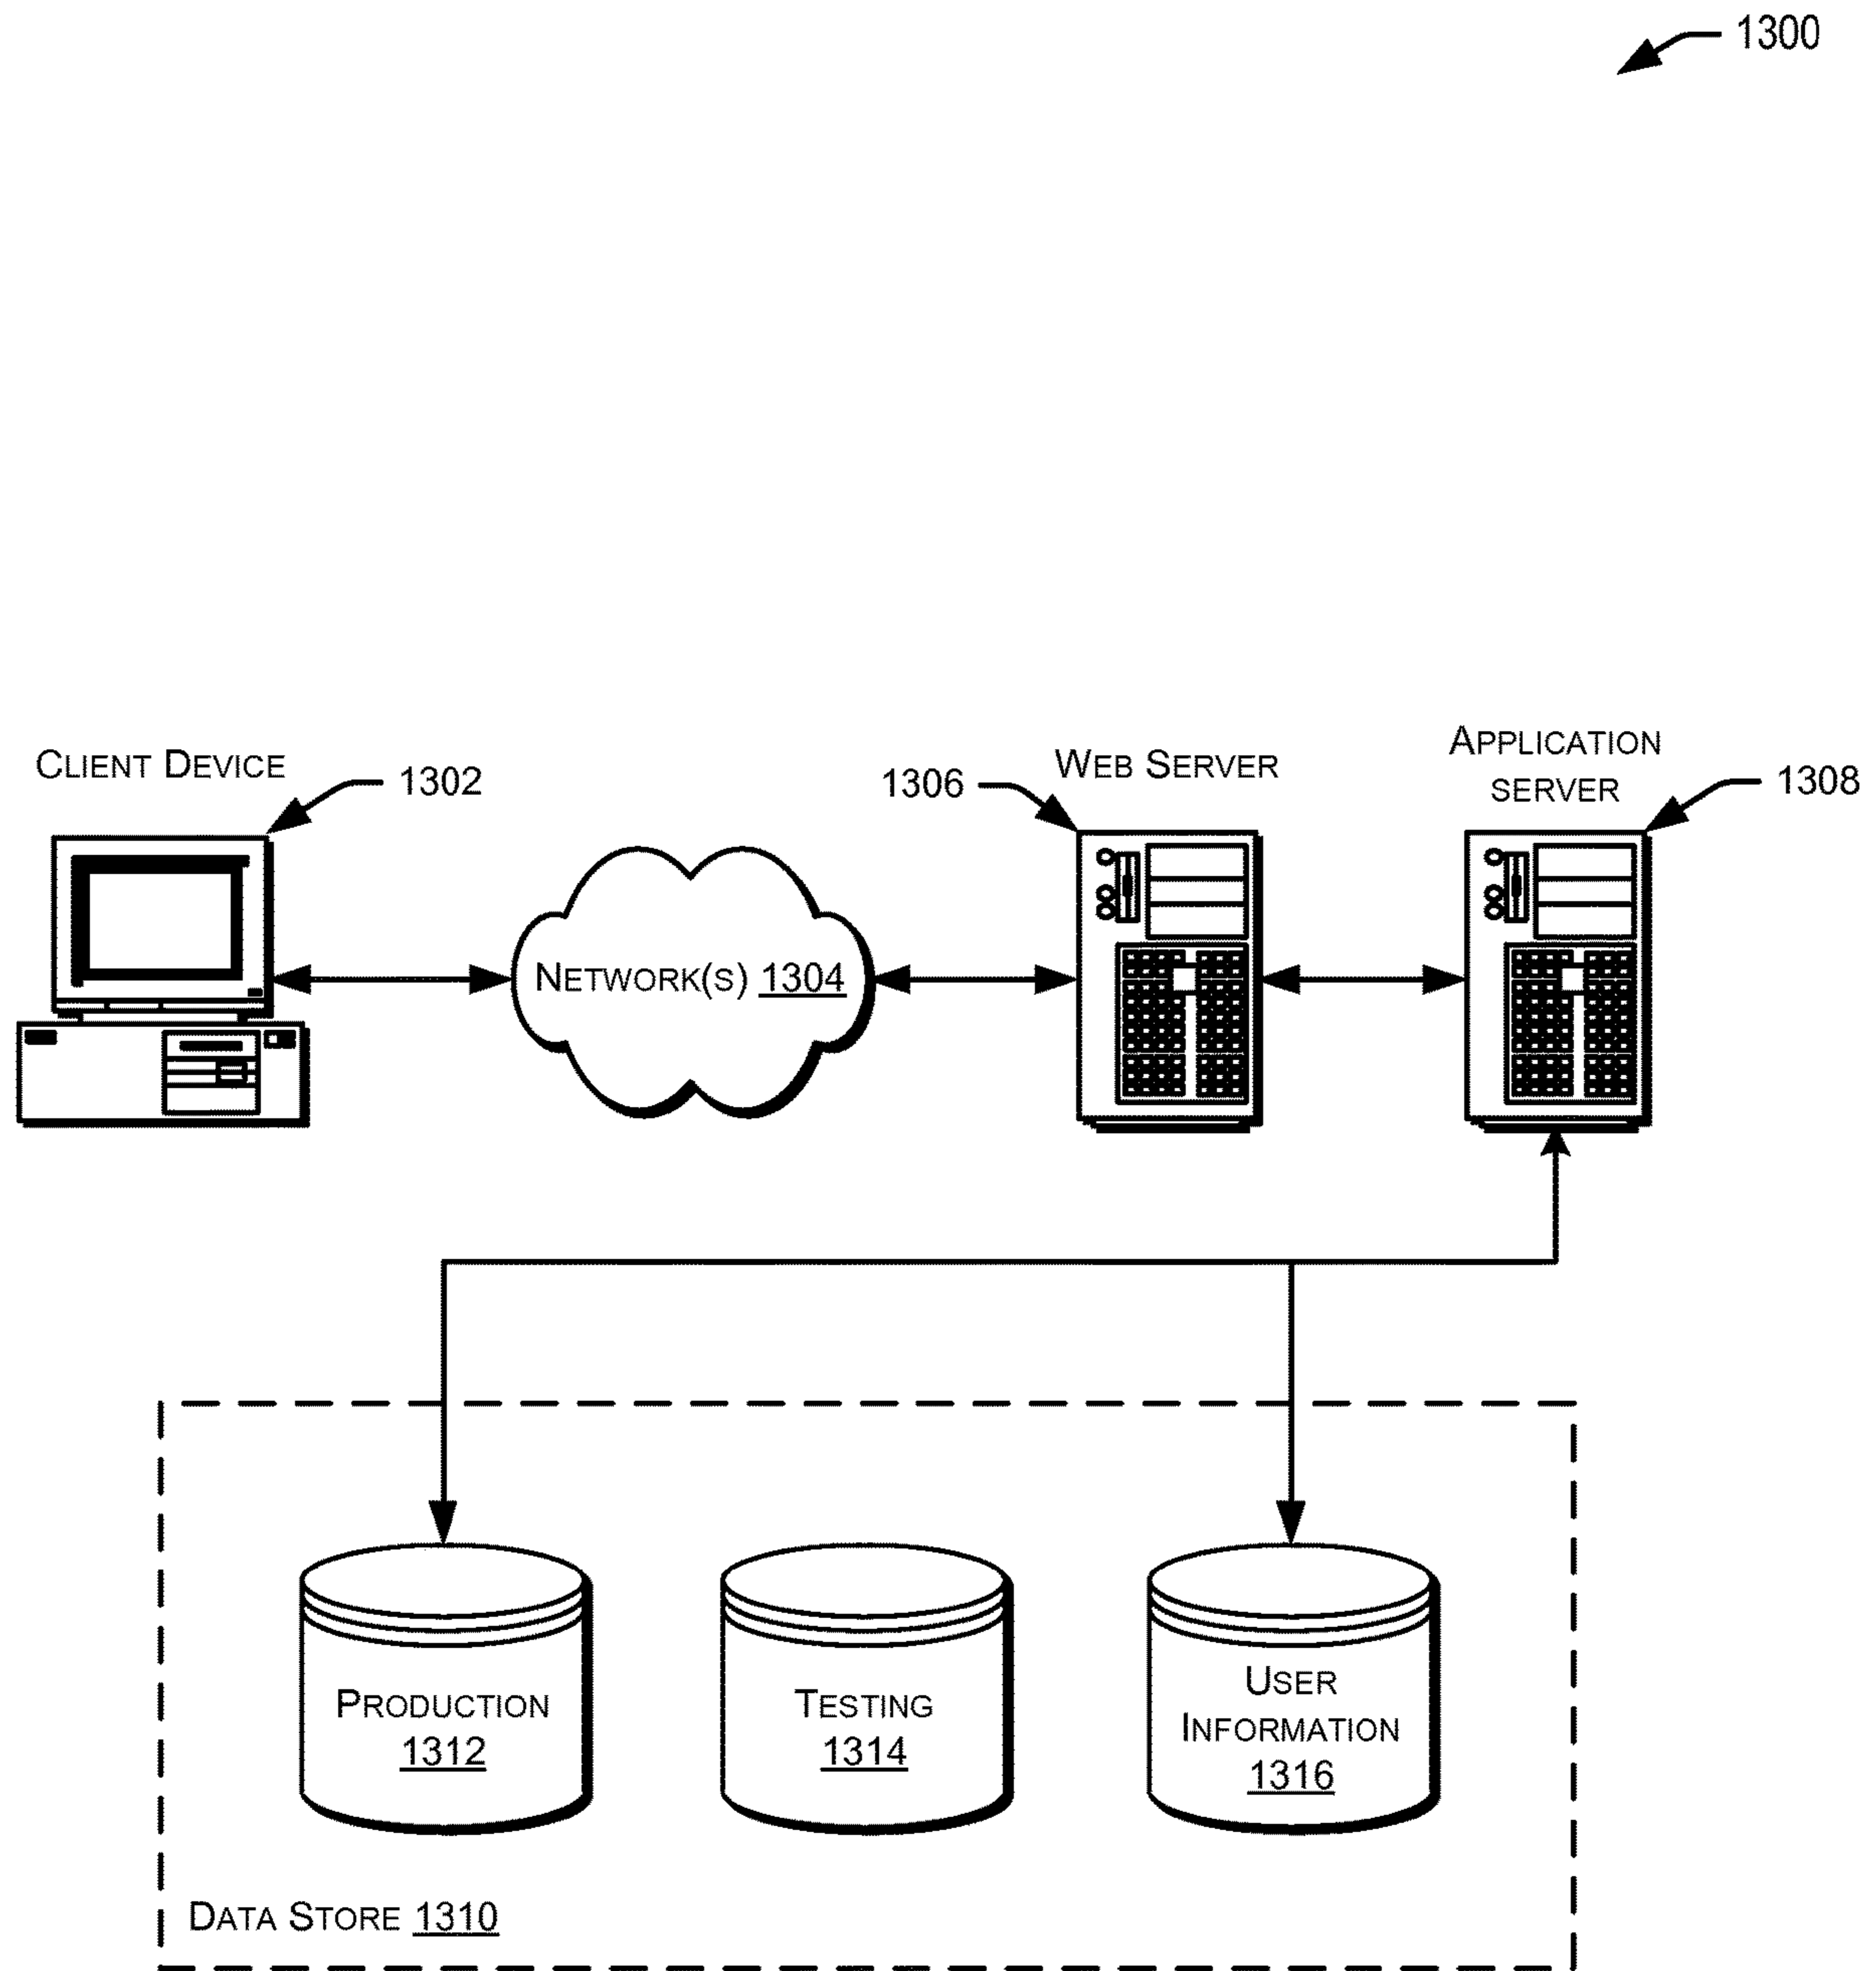 1300
CLIENT DEVICE
1302
1306
WEB SERVER
APPLICATION
SERVER
1308
NETWORK(S) 1304
PRODUCTION
1312
TESTING
1314
USER
INFORMATION
1316
DATA STORE 1310